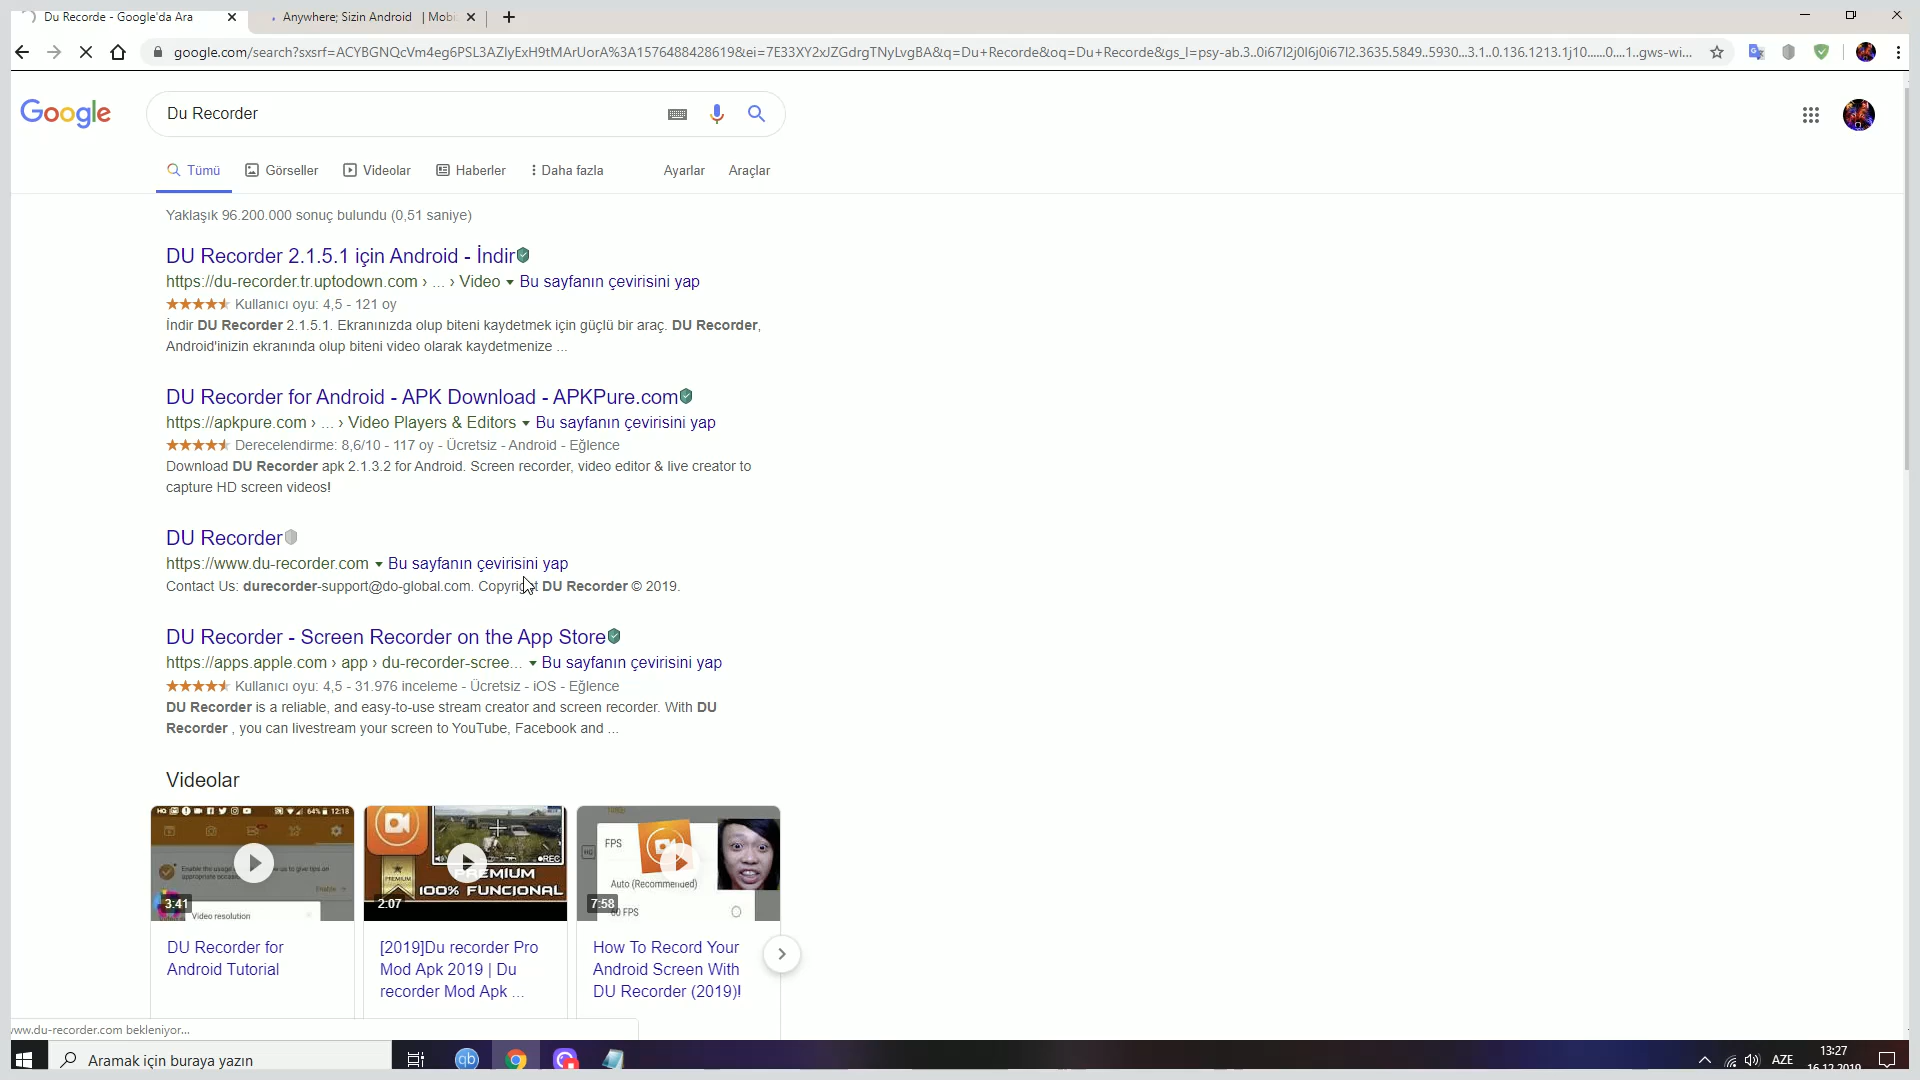 Du Recorde - Google'da Ara
Anywhere; Sizin Android | Mobi
google.com/search?sxsrf=ACYBGNQcVm4eg6PSL3AZlyExH9tMArUorA%3A1576488428619&ei=7E33XY2xJZGdrgTNyLvgBA&q=Du+Recorde&oq=Du+Recorde&gs_l=psy-ab.3..0i67l2j0l6j0i67l2.3635.5849..5930...3.1..0.136.1213.1j10......0....1..gws-wi...
Google
Du Recorder
Tümü
Görseller
Videolar
Haberler
Daha fazla
Ayarlar
Araçlar
Yaklaşık 96.200.000 sonuç bulundu (0,51 saniye)
DU Recorder 2.1.5.1 için Android - İndir
https://du-recorder.tr.uptodown.com › ... › Video ▾ Bu sayfanın çevirisini yap
Kullanıcı oyu: 4,5 - 121 oy
İndir DU Recorder 2.1.5.1. Ekranınızda olup biteni kaydetmek için güçlü bir araç. DU Recorder,
Android'inizin ekranında olup biteni video olarak kaydetmenize ...
DU Recorder for Android - APK Download - APKPure.com
https://apkpure.com › ... › Video Players & Editors ▾ Bu sayfanın çevirisini yap
Derecelendirme: 8,6/10 - 117 oy - Ücretsiz - Android - Eğlence
Download DU Recorder apk 2.1.3.2 for Android. Screen recorder, video editor & live creator to
capture HD screen videos!
DU Recorder
https://www.du-recorder.com ▾ Bu sayfanın çevirisini yap
Contact Us: durecorder-support@do-global.com. Copyright DU Recorder © 2019.
DU Recorder - Screen Recorder on the App Store
https://apps.apple.com › app › du-recorder-scree... ▾ Bu sayfanın çevirisini yap
Kullanıcı oyu: 4,5 - 31.976 inceleme - Ücretsiz - iOS - Eğlence
DU Recorder is a reliable, and easy-to-use stream creator and screen recorder. With DU
Recorder , you can livestream your screen to YouTube, Facebook and ...
Videolar
HQ
64% 12:18
Enable
Video resolution
3:41
REC
PREMIUM
PREMIUM
100% FUNCIONAL
2:07
FPS
Auto (Recommended)
60 FPS
7:58
DU Recorder for
Android Tutorial
[2019]Du recorder Pro
Mod Apk 2019 | Du
recorder Mod Apk ...
How To Record Your
Android Screen With
DU Recorder (2019)!
www.du-recorder.com bekleniyor...
Aramak için buraya yazın
qb
AZE
13:27
16.12.2019